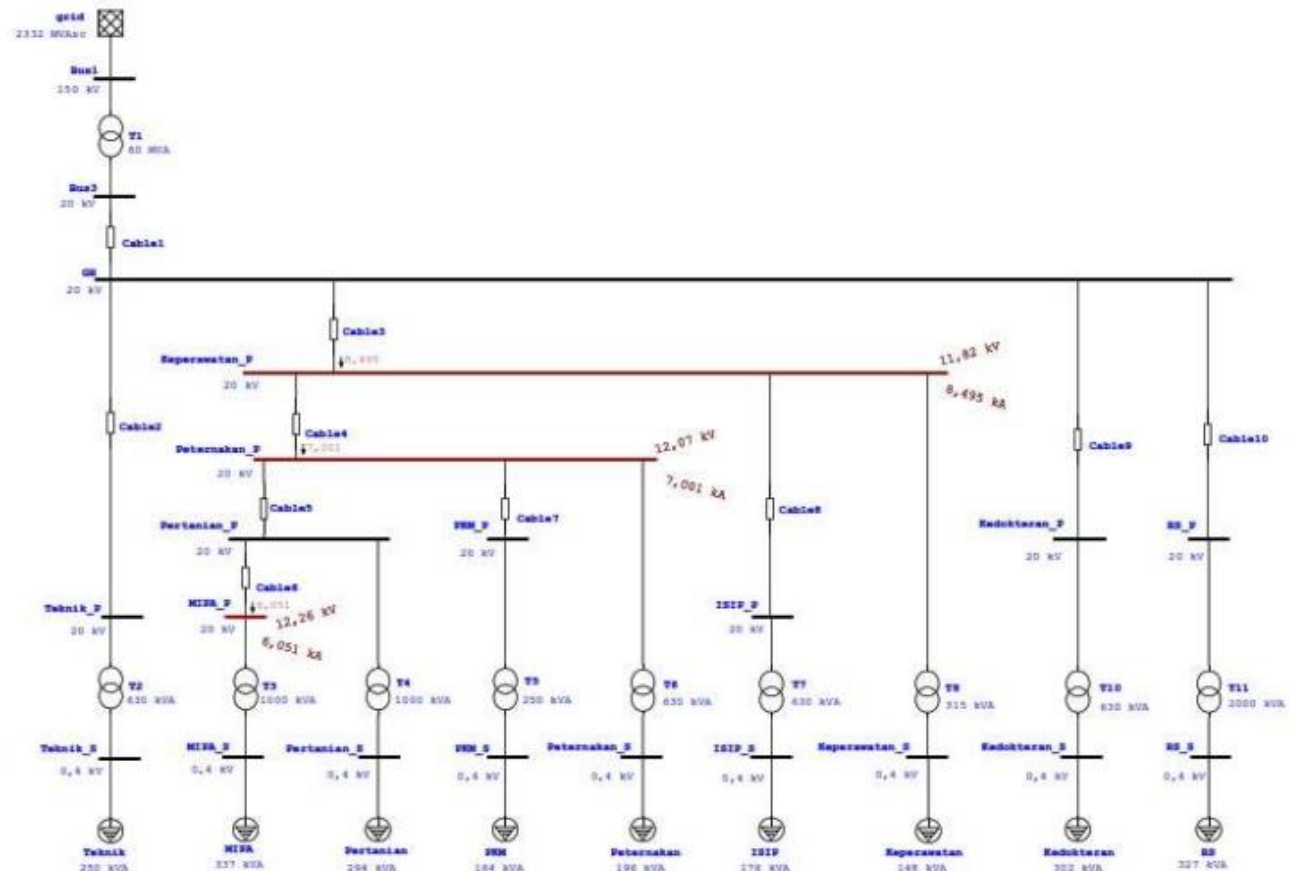 grid
2332 MVAsc
Bus1
150 kV
T1
60 MVA
Bus3
20 kV
Cable1
GH
20 kV
Cable3
Keperawatan_P
20 kV
8,495
11,82 kV
8,495 kA
Cable2
Cable4
7,001
Peternakan_P
20 kV
12,07 kV
7,001 kA
Cable9
Cable10
Cable5
Cable7
Cable8
Pertanian_P
20 kV
PKM_P
20 kV
Kedokteran_P
20 kV
RS_P
20 kV
Cable6
6,051
Teknik_P
20 kV
MIPA_P
20 kV
12,26 kV
6,051 kA
ISIP_P
20 kV
T2
630 kVA
T3
1000 kVA
T4
1000 kVA
T5
250 kVA
T6
630 kVA
T7
630 kVA
315 kVA
T10
630 kVA
T11
2000 kVA
Teknik_S
0,4 kV
MIPA_S
0,4 kV
Pertanian_S
0,4 kV
PKM_S
0,4 kV
Peternakan_S
0,4 kV
ISIP_S
0,4 kV
Keperawatan_S
0,4 kV
Kedokteran_S
0,4 kV
RS_S
0,4 kV
Teknik
250 kVA
MIPA
337 kVA
Pertanian
294 kVA
PKM
164 kVA
Peternakan
196 kVA
ISIP
178 kVA
Keperawatan
148 kVA
Kedokteran
302 kVA
RS
327 kVA